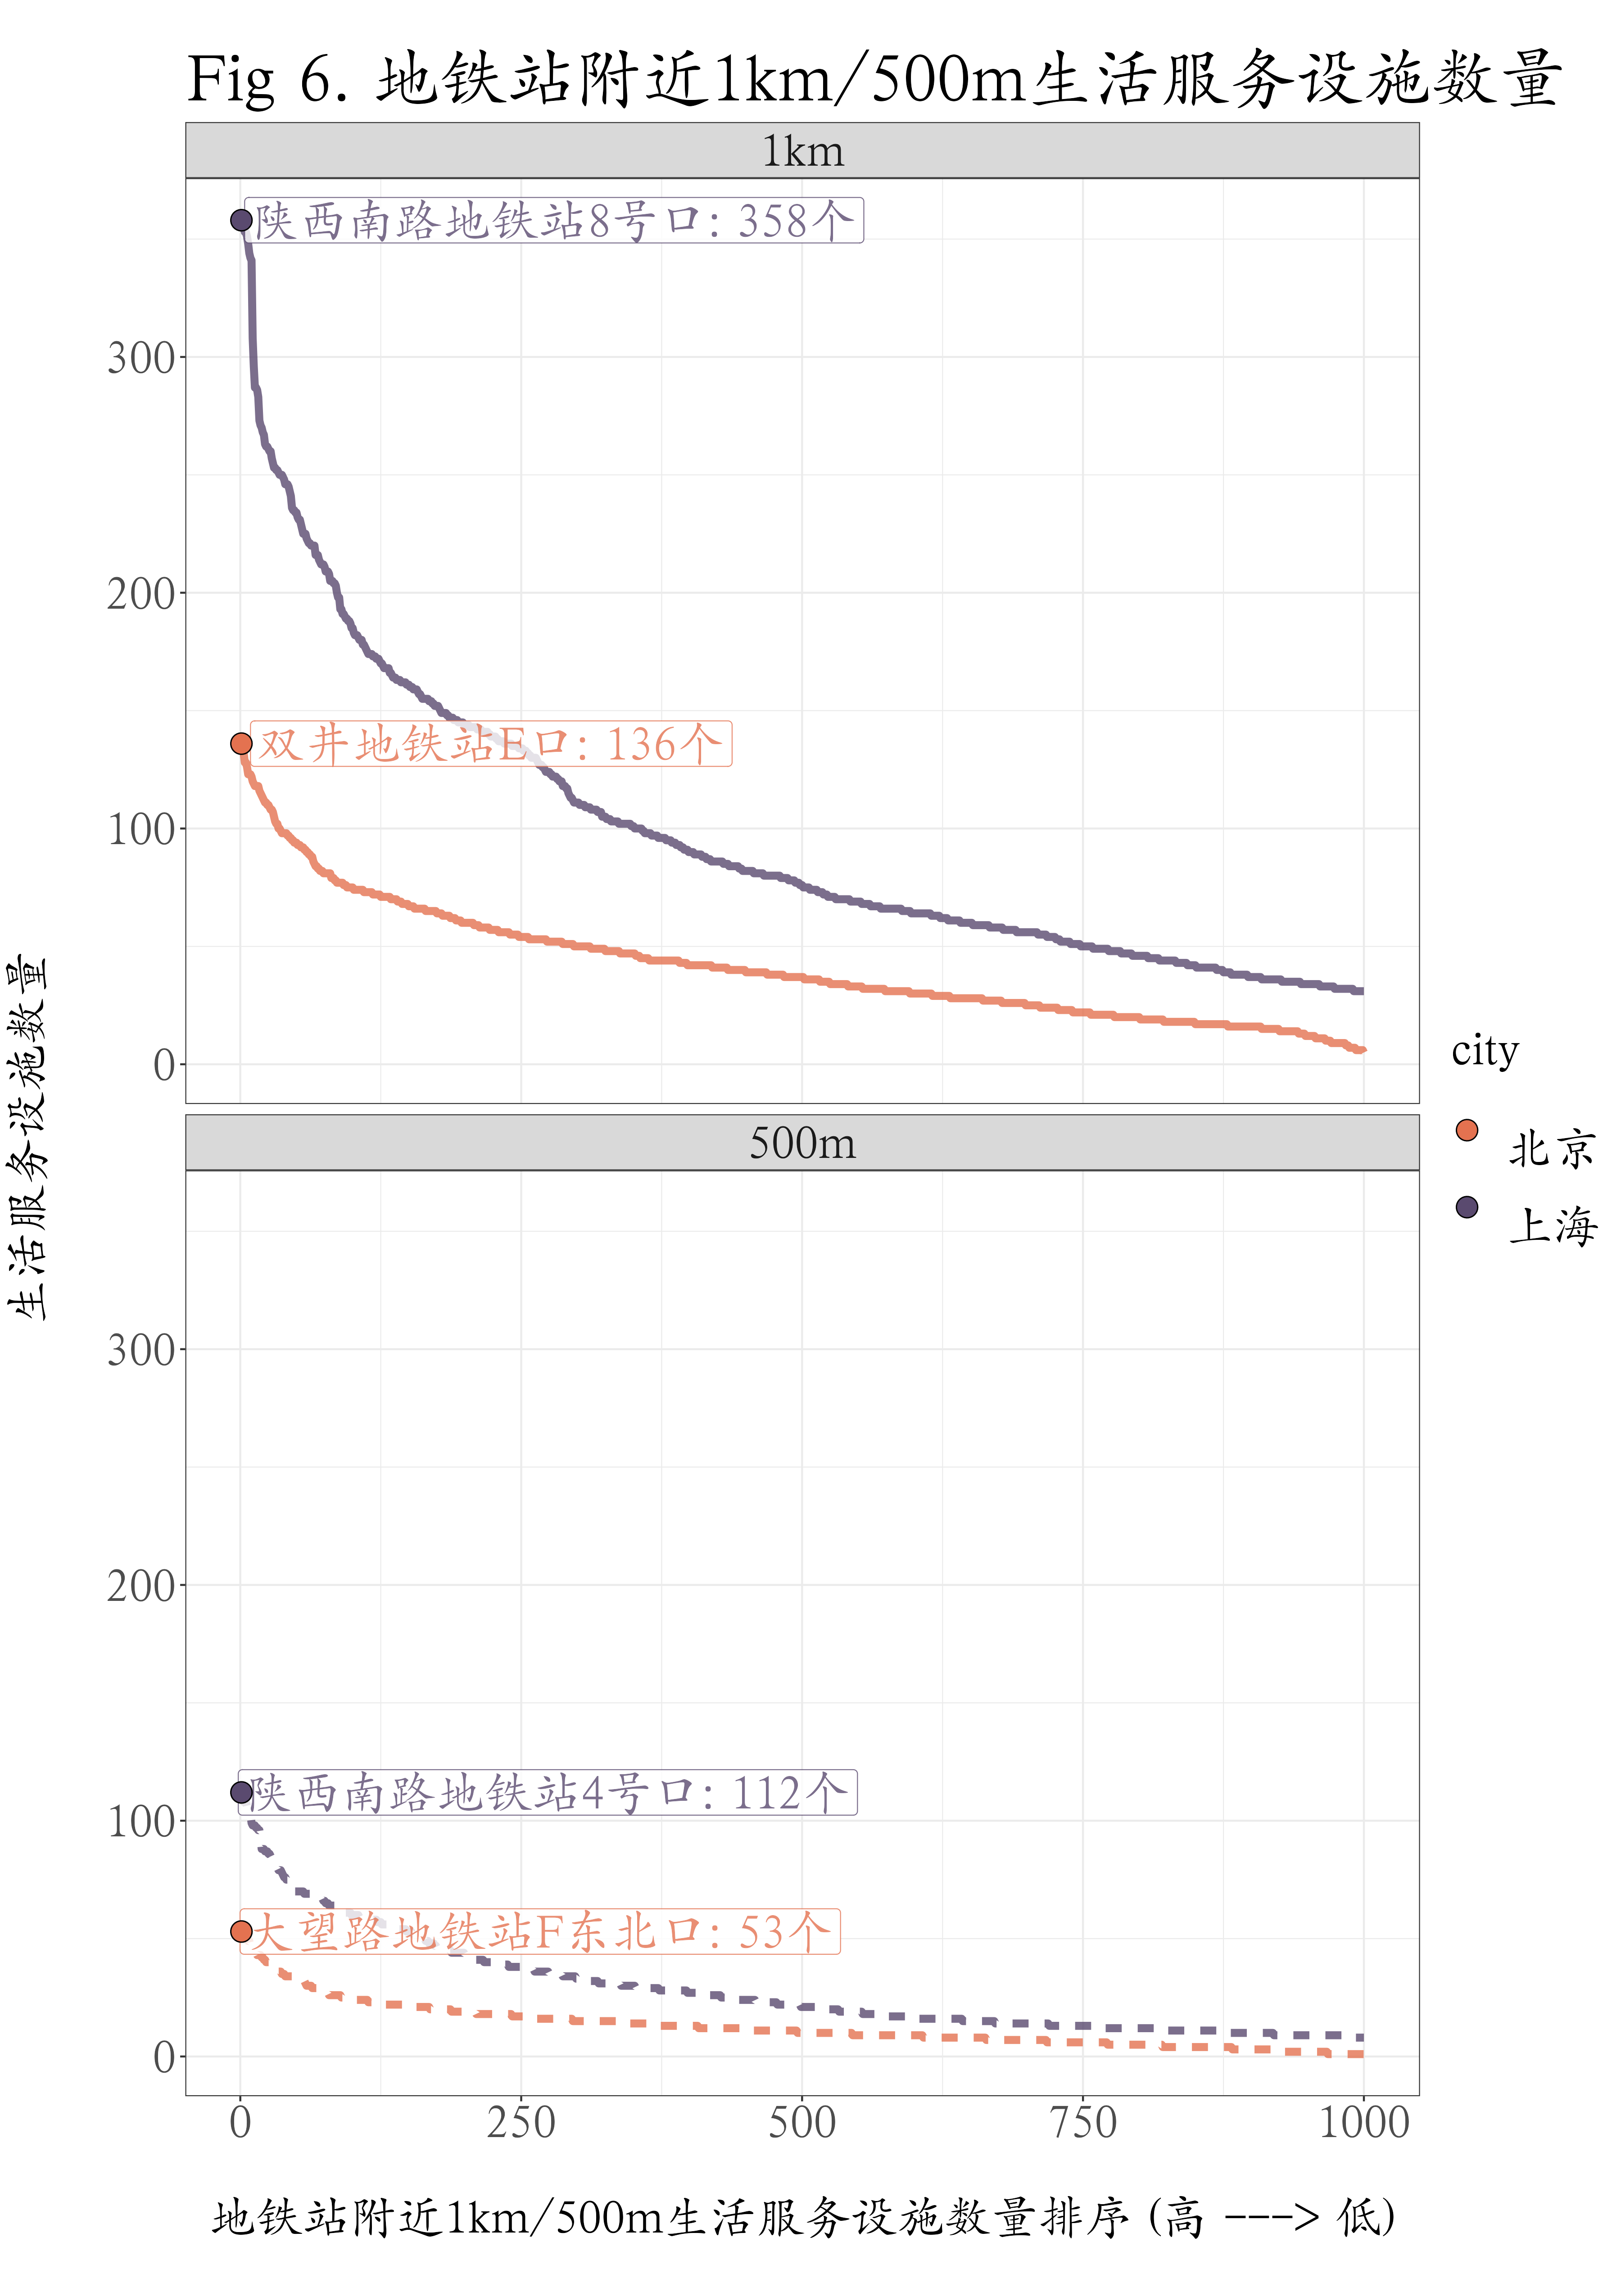 Fig 6. 地铁站附近1km/500m生活服务设施数量
1km
陕西南路地铁站8号口: 358个
300
200
双井地铁站E口: 136个
100
0
生活服务设施数量
city
北京
上海
500m
300
200
陕西南路地铁站4号口: 112个
100
大望路地铁站F东北口: 53个
0
0 250 500 750 1000
地铁站附近1km/500m生活服务设施数量排序 (高 ---> 低)